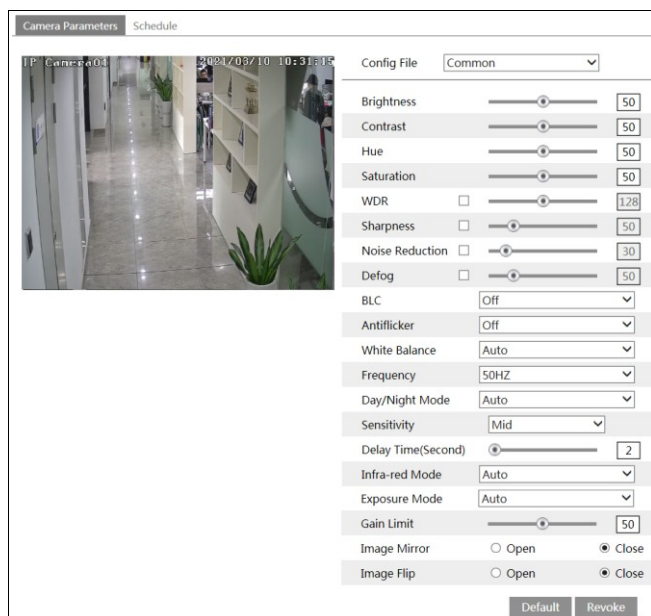 Camera Parameters Schedule
IP Camera01 2021/03/10 10:31:15
Config File Common
Brightness 50
Contrast 50
Hue 50
Saturation 50
WDR 128
Sharpness 50
Noise Reduction 30
Defog 50
BLC Off
Antiflicker Off
White Balance Auto
Frequency 50HZ
Day/Night Mode Auto
Sensitivity Mid
Delay Time(Second) 2
Infra-red Mode Auto
Exposure Mode Auto
Gain Limit 50
Image Mirror Open Close
Image Flip Open Close
Default Revoke